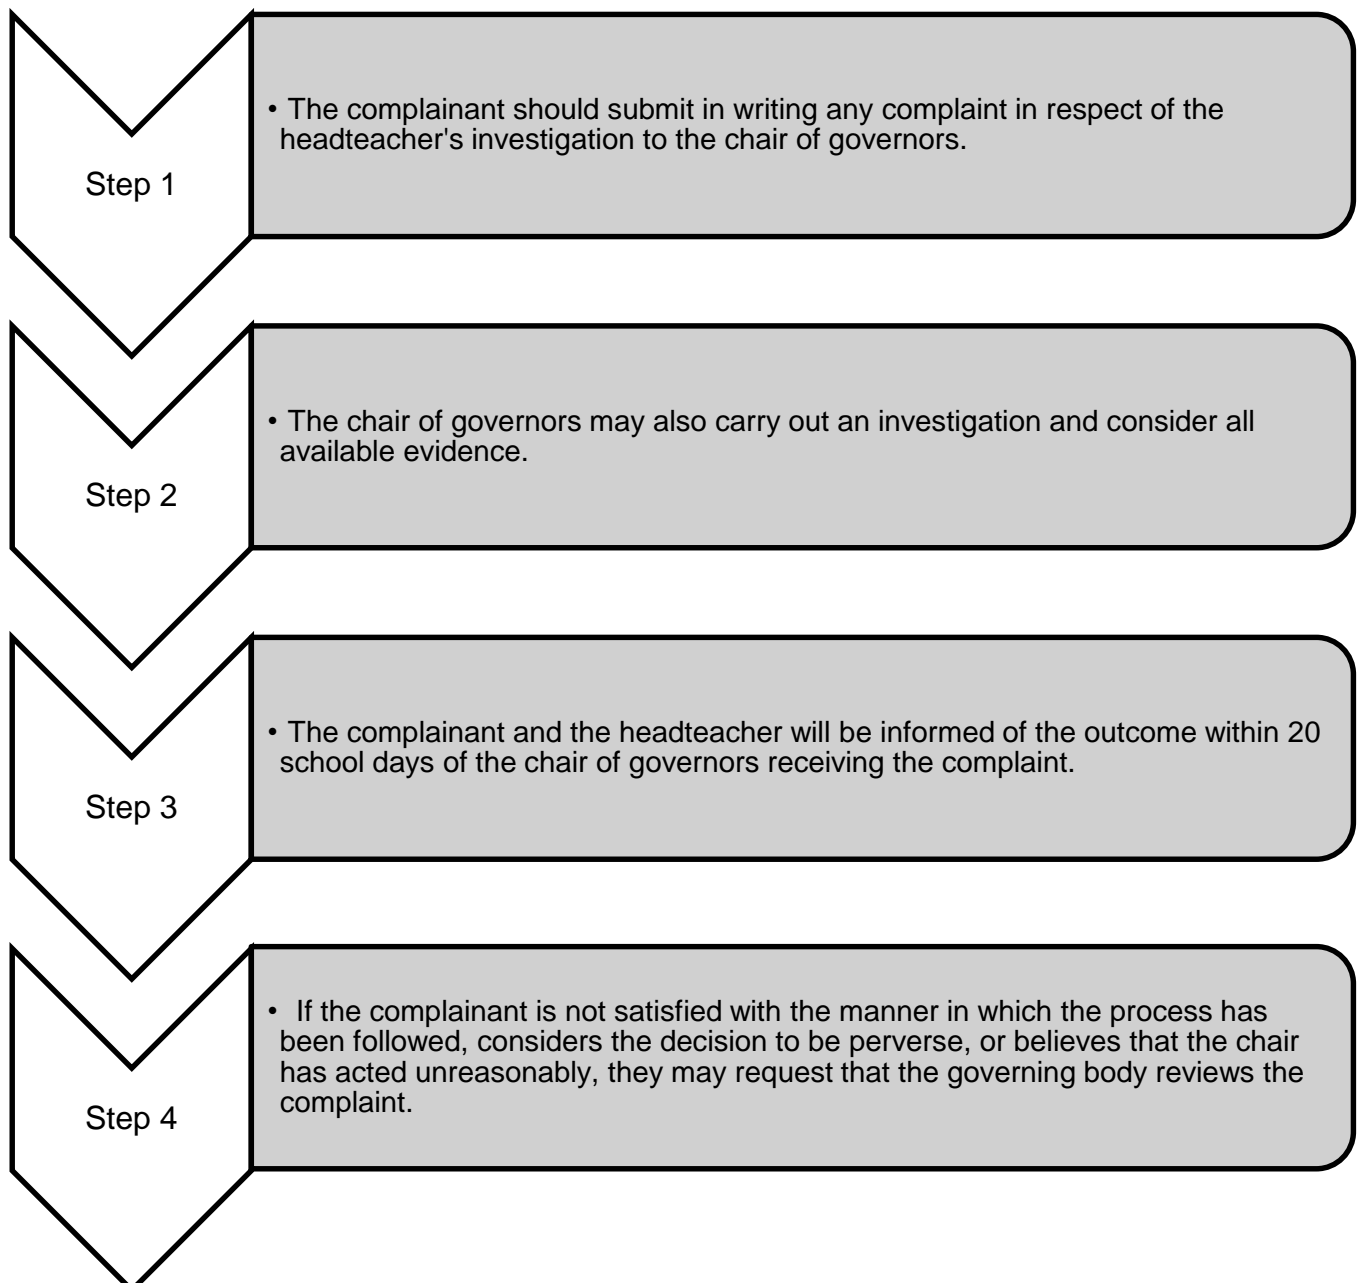 Step 1
• The complainant should submit in writing any complaint in respect of the
headteacher's investigation to the chair of governors.
Step 2
• The chair of governors may also carry out an investigation and consider all
available evidence.
Step 3
• The complainant and the headteacher will be informed of the outcome within 20
school days of the chair of governors receiving the complaint.
Step 4
• If the complainant is not satisfied with the manner in which the process has
been followed, considers the decision to be perverse, or believes that the chair
has acted unreasonably, they may request that the governing body reviews the
complaint.